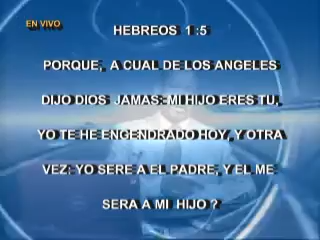 EN VIVO
HEBREOS 1 :5
PORQUE, A CUAL DE LOS ANGELES
DIJO DIOS JAMAS: MI HIJO ERES TU,
YO TE HE ENGENDRADO HOY, Y OTRA
VEZ: YO SERE A EL PADRE, Y EL ME
SERA A MI HIJO ?